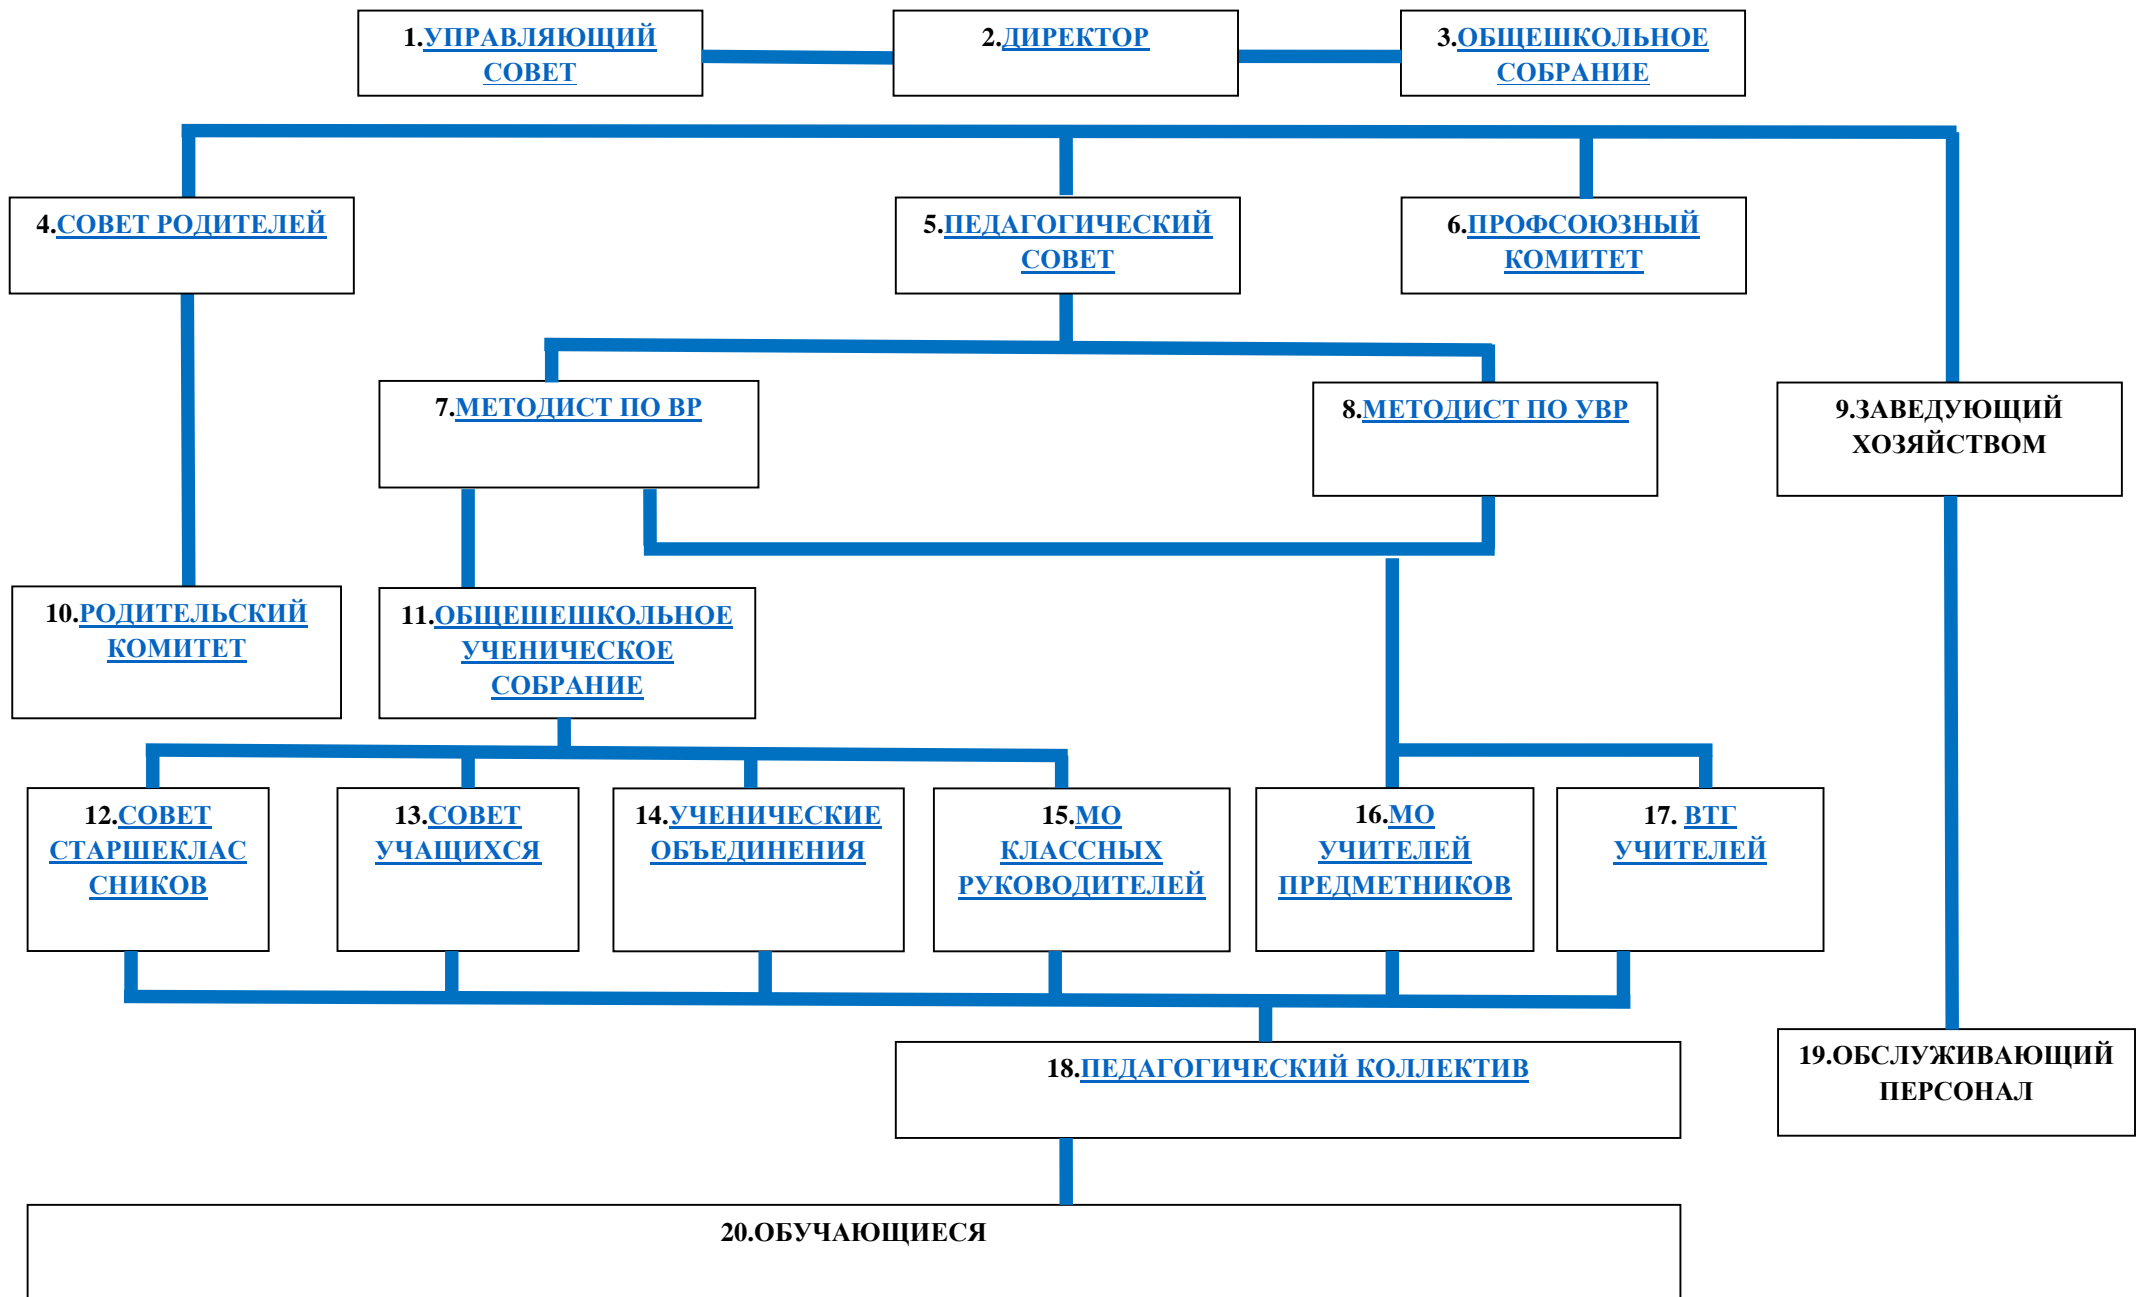 1.УПРАВЛЯЮЩИЙ
СОВЕТ
2.ДИРЕКТОР
3.ОБЩЕШКОЛЬНОЕ
СОБРАНИЕ
4.СОВЕТ РОДИТЕЛЕЙ
5.ПЕДАГОГИЧЕСКИЙ
СОВЕТ
6.ПРОФСОЮЗНЫЙ
КОМИТЕТ
7.МЕТОДИСТ ПО ВР
8.МЕТОДИСТ ПО УВР
9.ЗАВЕДУЮЩИЙ
ХОЗЯЙСТВОМ
10.РОДИТЕЛЬСКИЙ
КОМИТЕТ
11.ОБЩЕШЕШКОЛЬНОЕ
УЧЕНИЧЕСКОЕ
СОБРАНИЕ
12.СОВЕТ
СТАРШЕКЛАС
СНИКОВ
13.СОВЕТ
УЧАЩИХСЯ
14.УЧЕНИЧЕСКИЕ
ОБЪЕДИНЕНИЯ
15.МО
КЛАССНЫХ
РУКОВОДИТЕЛЕЙ
16.МО
УЧИТЕЛЕЙ
ПРЕДМЕТНИКОВ
17. ВТГ
УЧИТЕЛЕЙ
18.ПЕДАГОГИЧЕСКИЙ КОЛЛЕКТИВ
19.ОБСЛУЖИВАЮЩИЙ
ПЕРСОНАЛ
20.ОБУЧАЮЩИЕСЯ